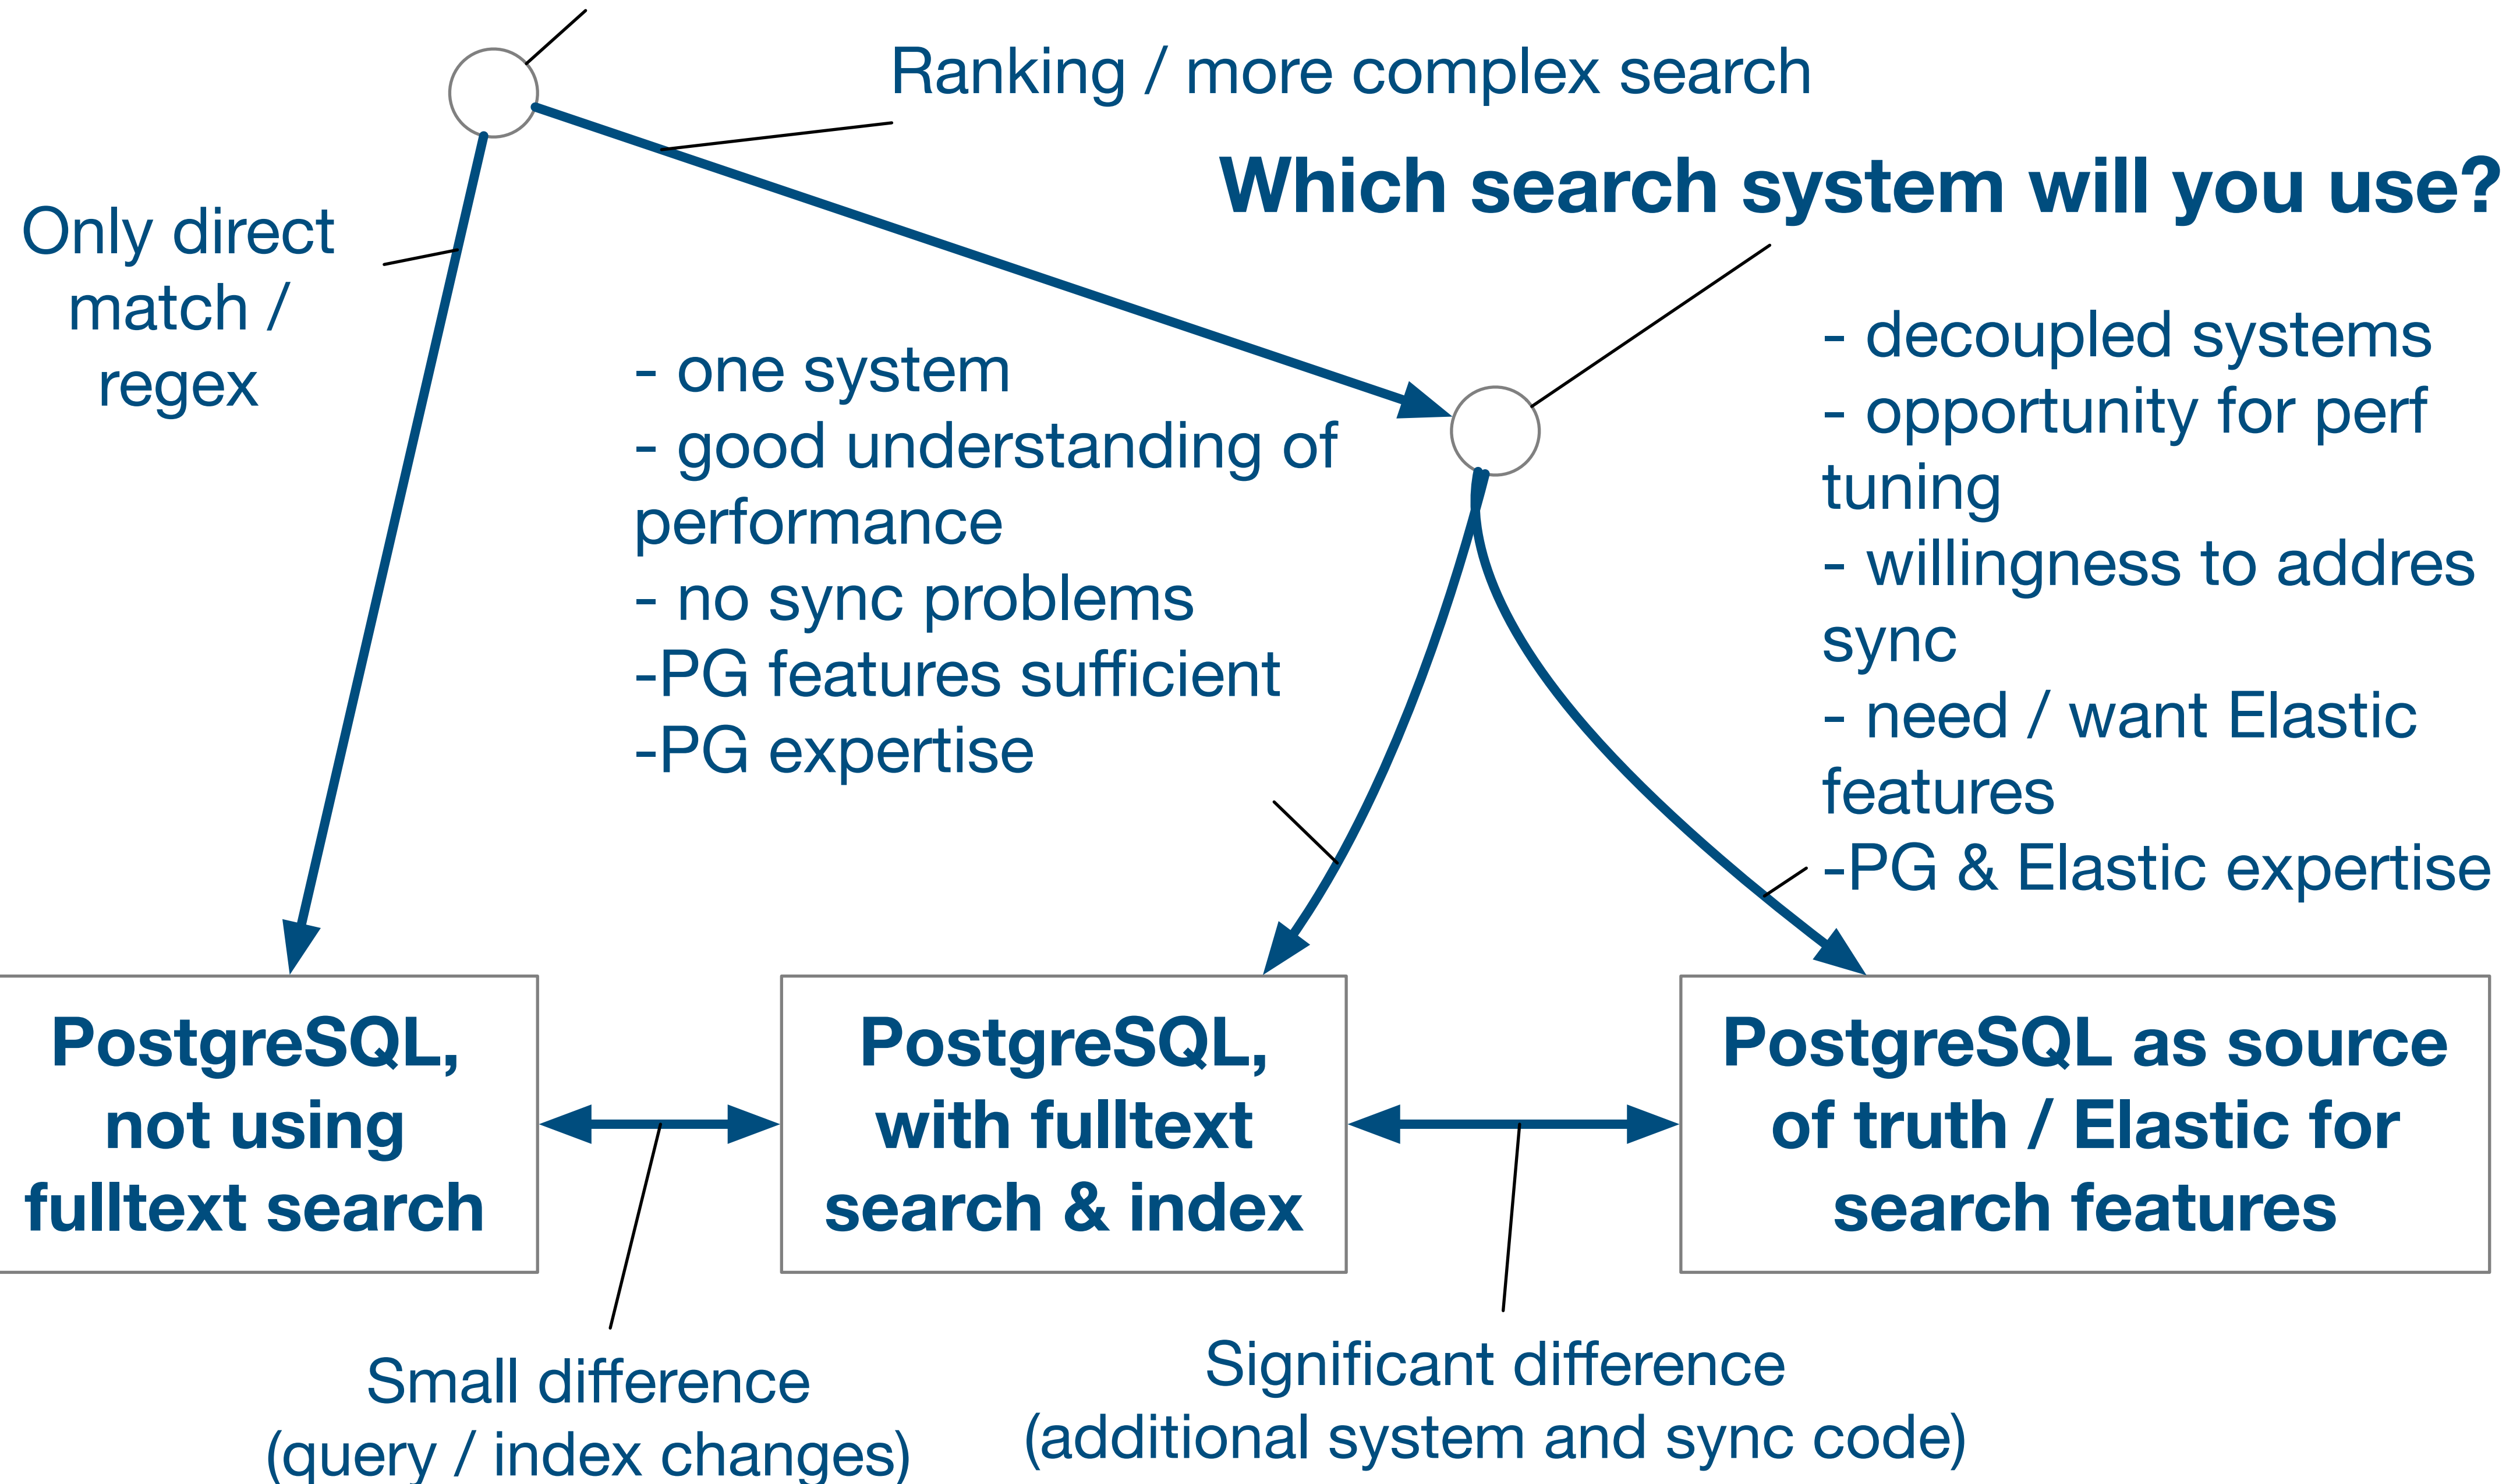 Ranking / more complex search
Which search system will you use?
Only direct
match /
regex
- one system
- good understanding of
performance
- no sync problems
-PG features sufficient
-PG expertise
- decoupled systems
- opportunity for perf
tuning
- willingness to addres
sync
- need / want Elastic
features
-PG & Elastic expertise
PostgreSQL,
not using
fulltext search
PostgreSQL,
with fulltext
search & index
PostgreSQL as source
of truth / Elastic for
search features
Small difference
(query / index changes)
Significant difference
(additional system and sync code)